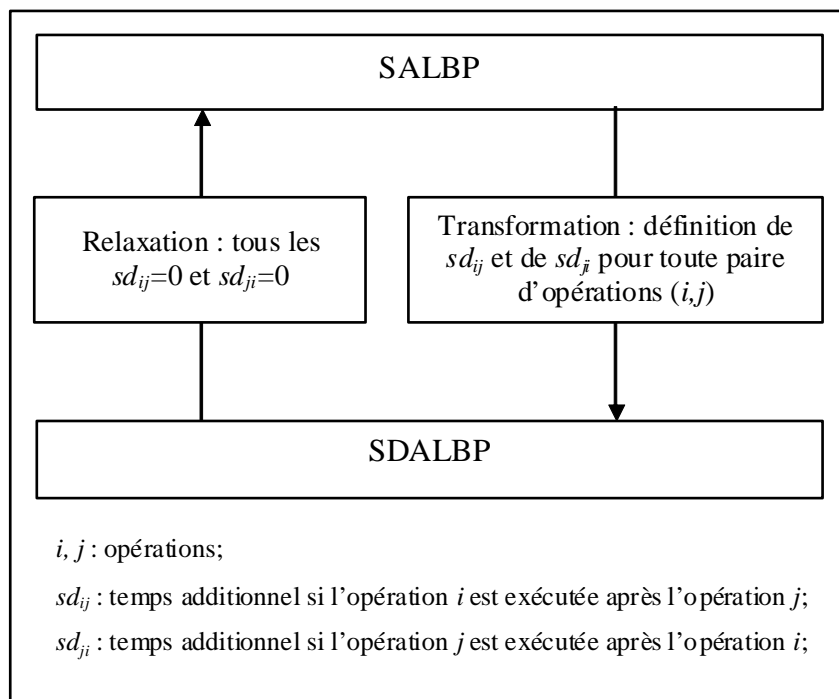 SALBP
Relaxation : tous les
sdij=0 et sdji=0
Transformation : définition de
sdij et de sdji pour toute paire
d’opérations (i,j)
SDALBP
i, j : opérations;
sdij : temps additionnel si l’opération i est exécutée après l’opération j;
sdji : temps additionnel si l’opération j est exécutée après l’opération i;